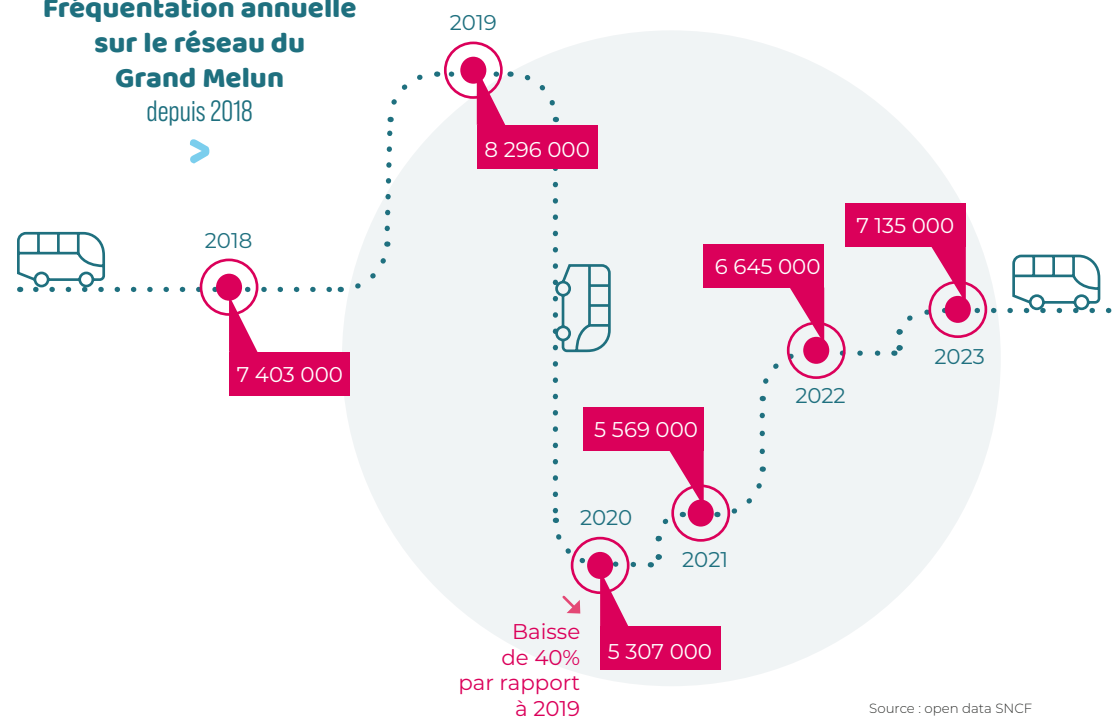 Fréquentation annuelle
sur le réseau du
Grand Melun
depuis 2018
2018
7 403 000
2019
8 296 000
2020
5 307 000
Baisse
de 40%
par rapport
à 2019
2021
5 569 000
2022
6 645 000
2023
7 135 000
Source : open data SNCF